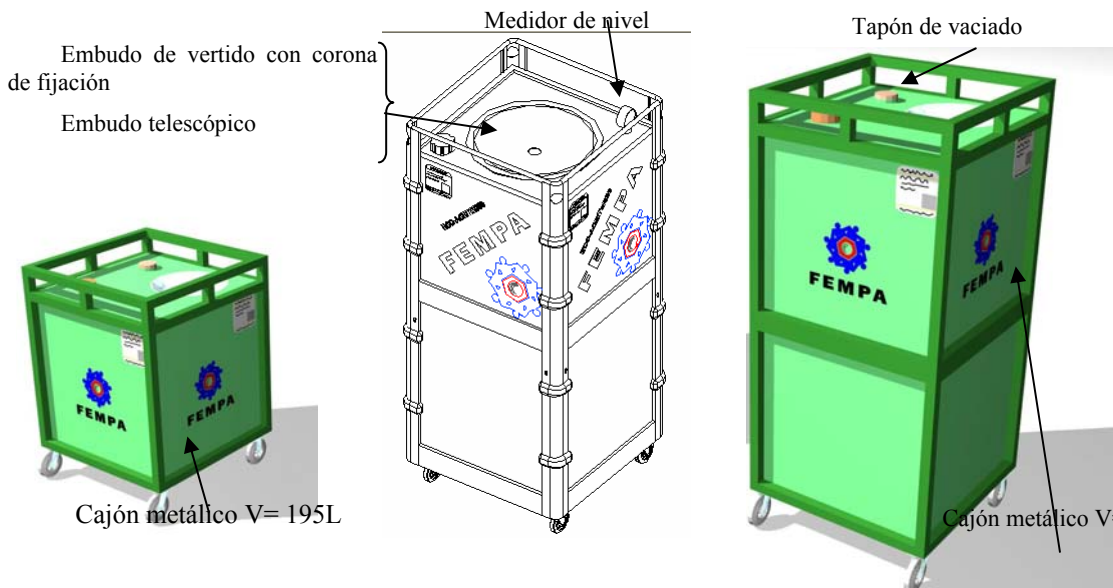 Medidor de nivel
Tapón de vaciado
Embudo de vertido con corona
de fijación
Embudo telescópico
FEMPA
FEMPA
FEMPA
FEMPA
FEMPA
FEMPA
Cajón metálico V= 195L
Cajón metálico V=